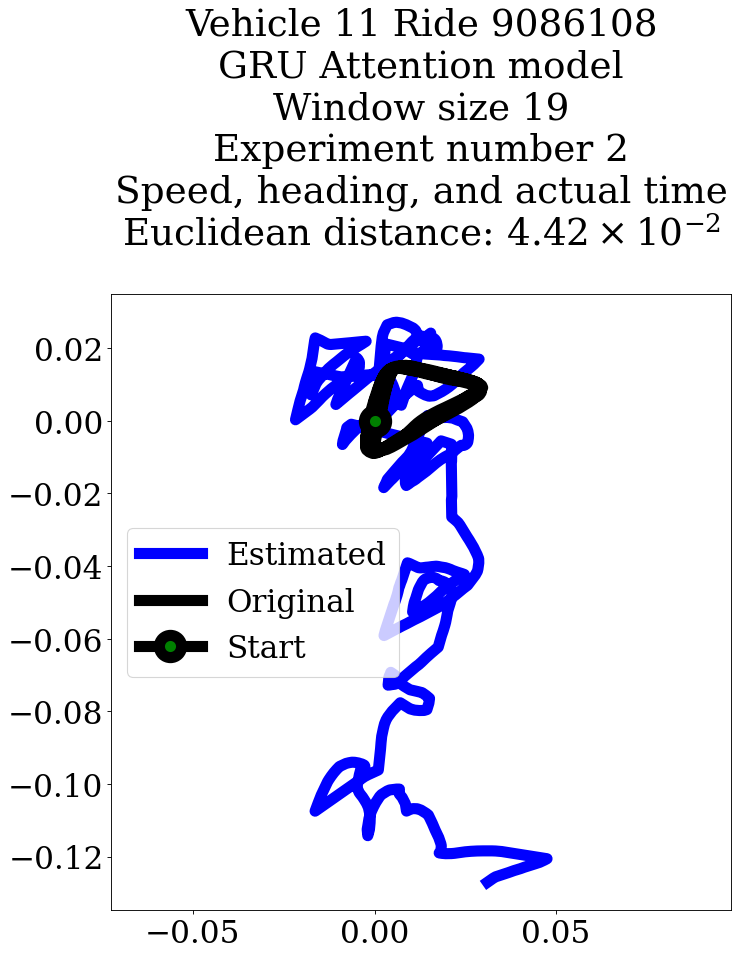 Vehicle 11 Ride 9086108
GRU Attention model
Window size 19
Experiment number 2
Speed, heading, and actual time
Euclidean distance: 4.42 × 10⁻²
0.02
0.00
−0.02
−0.04
−0.06
−0.08
−0.10
−0.12
Estimated
Original
Start
−0.05
0.00
0.05